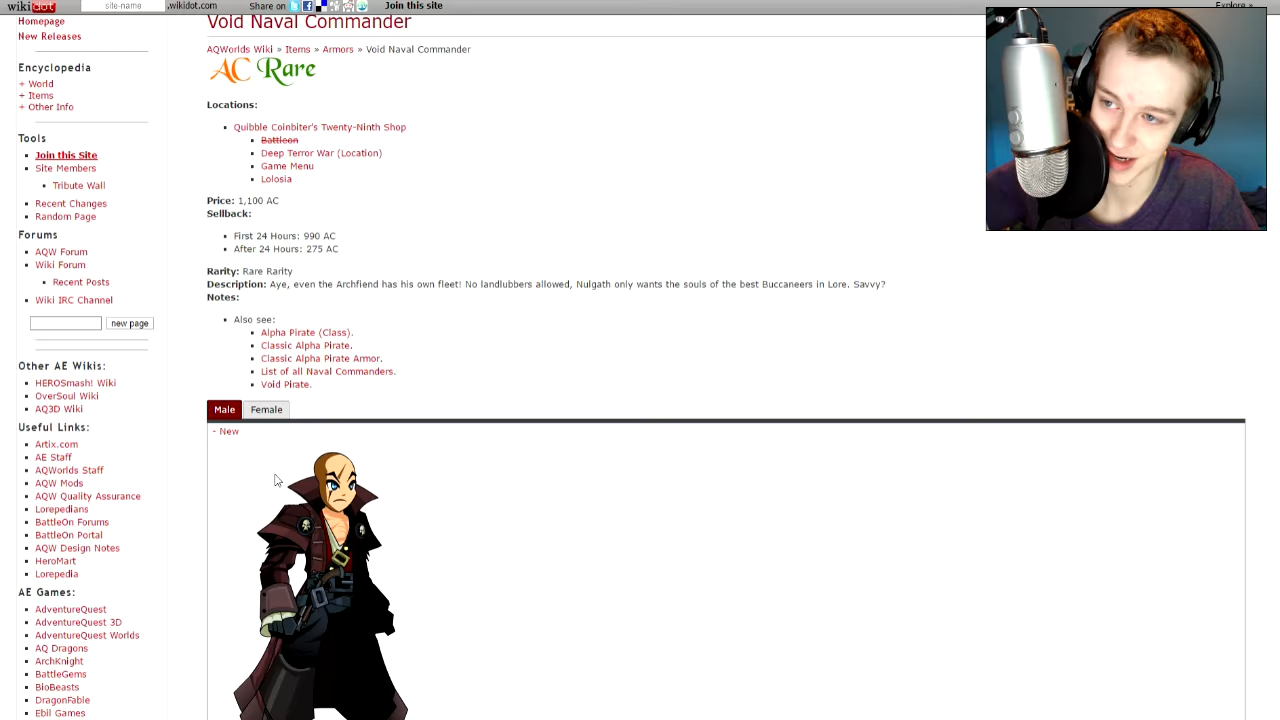 wikidot site-name .wikidot.com Share on Join this site Explore »
Homepage
New Releases
Encyclopedia
+ World
+ Items
+ Other Info
Tools
Join this Site
Site Members
Tribute Wall
Recent Changes
Random Page
Forums
AQW Forum
Wiki Forum
Recent Posts
Wiki IRC Channel
new page
Other AE Wikis:
HEROSmash! Wiki
OverSoul Wiki
AQ3D Wiki
Useful Links:
Artix.com
AE Staff
AQWorlds Staff
AQW Mods
AQW Quality Assurance
Lorepedians
BattleOn Forums
BattleOn Portal
AQW Design Notes
HeroMart
Lorepedia
AE Games:
AdventureQuest
AdventureQuest 3D
AdventureQuest Worlds
AQ Dragons
ArchKnight
BattleGems
BioBeasts
DragonFable
Ebil Games
Void Naval Commander
AQWorlds Wiki » Items » Armors » Void Naval Commander
AC Rare
Locations:
Quibble Coinbiter's Twenty-Ninth Shop
Battleon
Deep Terror War (Location)
Game Menu
Lolosia
Price: 1,100 AC
Sellback:
First 24 Hours: 990 AC
After 24 Hours: 275 AC
Rarity: Rare Rarity
Description: Aye, even the Archfiend has his own fleet! No landlubbers allowed, Nulgath only wants the souls of the best Buccaneers in Lore. Savvy?
Notes:
Also see:
Alpha Pirate (Class).
Classic Alpha Pirate.
Classic Alpha Pirate Armor.
List of all Naval Commanders.
Void Pirate.
Male Female
- New